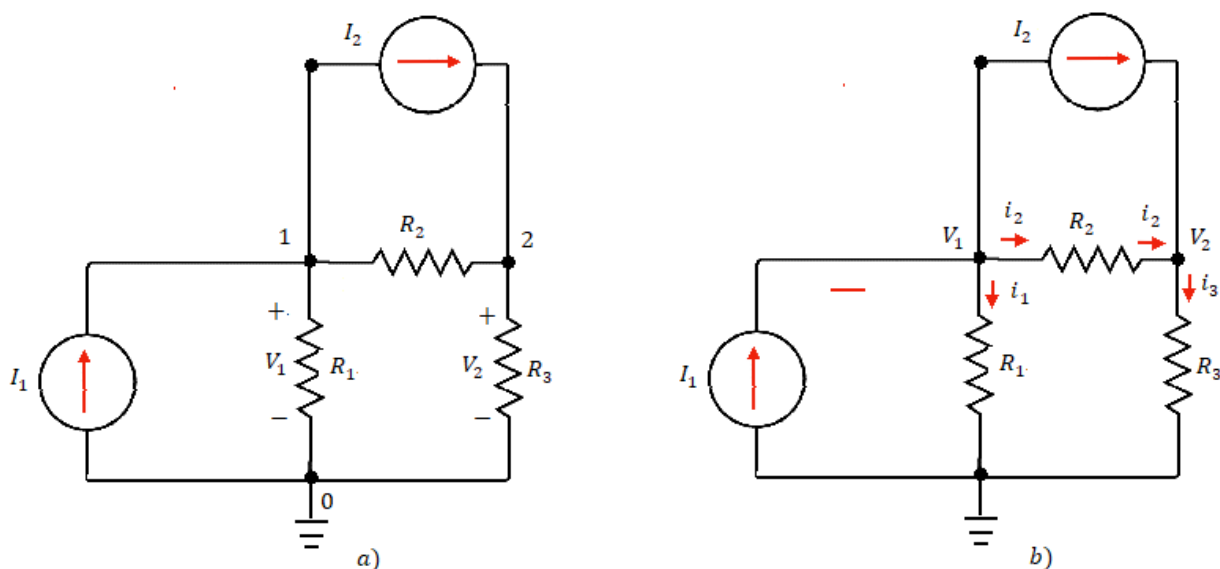 I₂
R₂
1
2
+
+
I₁
V₁
R₁
V₂
R₃
−
−
0
a)
I₂
i₂
R₂
i₂
V₁
V₂
i₁
i₃
I₁
R₁
R₃
b)